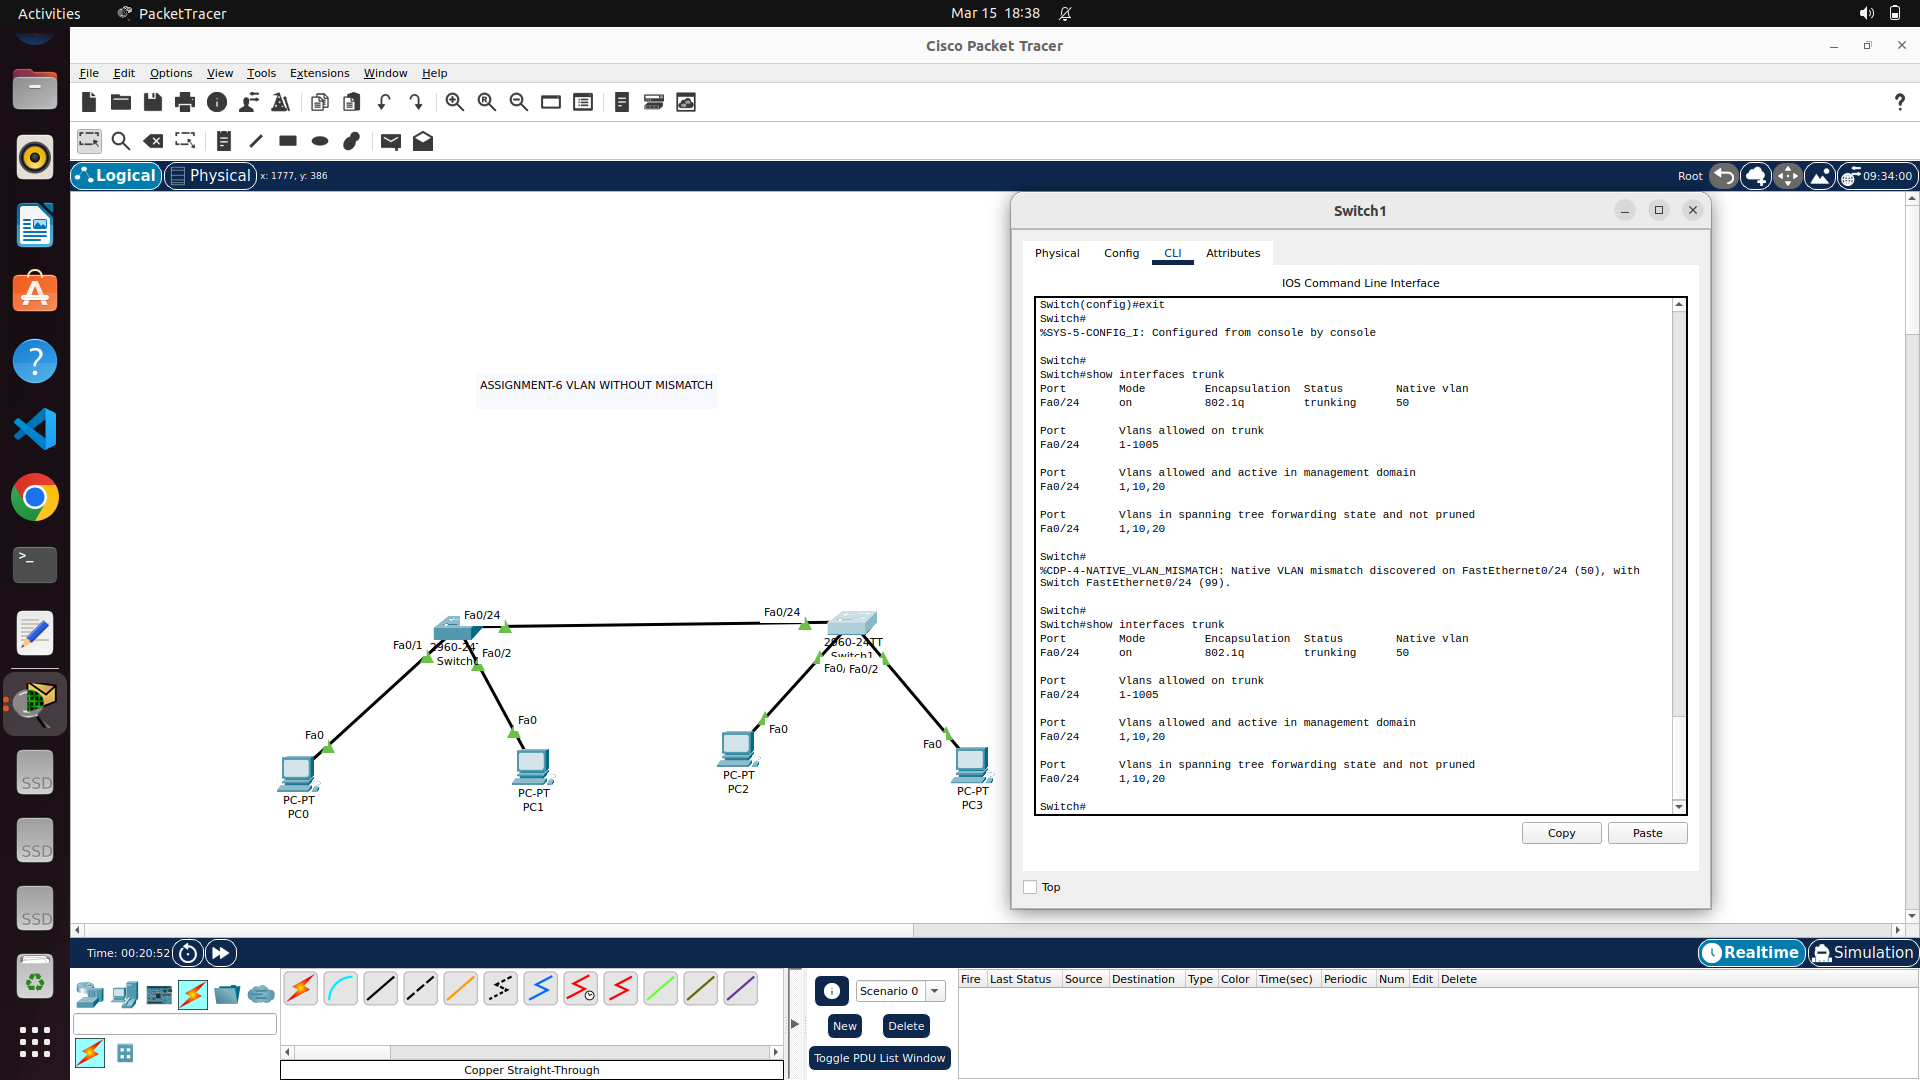 Activities
PacketTracer
Mar 15 18:38
Cisco Packet Tracer
File Edit Options View Tools Extensions Window Help
Logical
Physical
x: 1777, y: 386
Root
09:34:00
ASSIGNMENT-6 VLAN WITHOUT MISMATCH
Fa0/24
Fa0/24
Fa0/1
Fa0/2
Switch
2960-24TT
Switch1
Fa0/2
Fa0
Fa0
Fa0
Fa0
PC-PT
PC0
PC-PT
PC1
PC-PT
PC2
PC-PT
PC3
Switch1
Physical
Config
CLI
Attributes
IOS Command Line Interface
Switch(config)#exit
Switch#
%SYS-5-CONFIG_I: Configured from console by console
Switch#
Switch#show interfaces trunk
Port Mode Encapsulation Status Native vlan
Fa0/24 on 802.1q trunking 50
Port Vlans allowed on trunk
Fa0/24 1-1005
Port Vlans allowed and active in management domain
Fa0/24 1,10,20
Port Vlans in spanning tree forwarding state and not pruned
Fa0/24 1,10,20
Switch#
%CDP-4-NATIVE_VLAN_MISMATCH: Native VLAN mismatch discovered on FastEthernet0/24 (50), with
Switch FastEthernet0/24 (99).
Switch#
Switch#show interfaces trunk
Port Mode Encapsulation Status Native vlan
Fa0/24 on 802.1q trunking 50
Port Vlans allowed on trunk
Fa0/24 1-1005
Port Vlans allowed and active in management domain
Fa0/24 1,10,20
Port Vlans in spanning tree forwarding state and not pruned
Fa0/24 1,10,20
Switch#
Copy
Paste
Top
Time: 00:20:52
Realtime
Simulation
Scenario 0
New
Delete
Toggle PDU List Window
Fire Last Status Source Destination Type Color Time(sec) Periodic Num Edit Delete
Copper Straight-Through
SSD
SSD
SSD